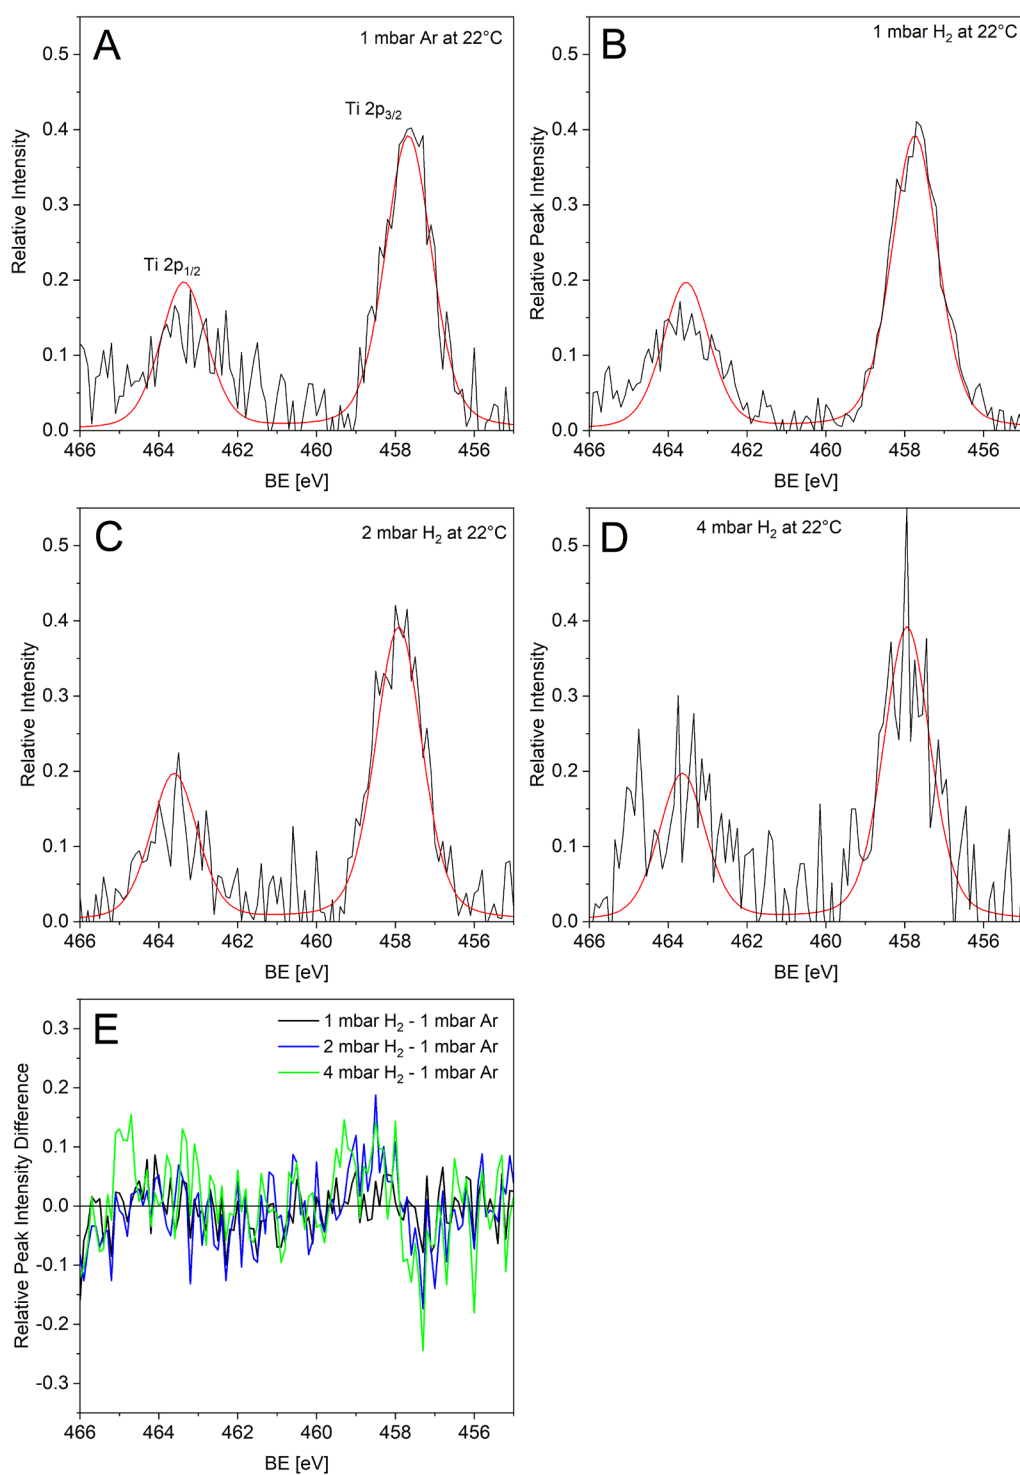 A
1 mbar Ar at 22°C
Ti 2p3/2
Ti 2p1/2
Relative Intensity
0.5
0.4
0.3
0.2
0.1
0.0
466 464 462 460 458 456
BE [eV]
B
1 mbar H2 at 22°C
Relative Peak Intensity
0.5
0.4
0.3
0.2
0.1
0.0
466 464 462 460 458 456
BE [eV]
C
2 mbar H2 at 22°C
Relative Intensity
0.5
0.4
0.3
0.2
0.1
0.0
466 464 462 460 458 456
BE [eV]
D
4 mbar H2 at 22°C
Relative Intensity
0.5
0.4
0.3
0.2
0.1
0.0
466 464 462 460 458 456
BE [eV]
E
1 mbar H2 - 1 mbar Ar
2 mbar H2 - 1 mbar Ar
4 mbar H2 - 1 mbar Ar
Relative Peak Intensity Difference
0.3
0.2
0.1
0.0
-0.1
-0.2
-0.3
466 464 462 460 458 456
BE [eV]